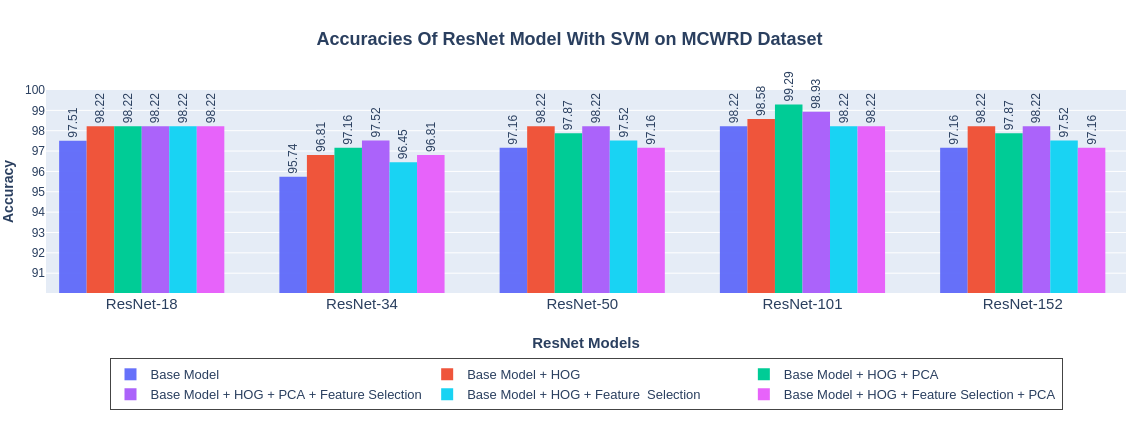 Accuracies Of ResNet Model With SVM on MCWRD Dataset
Accuracy
100
99
98
97
96
95
94
93
92
91
97.51 98.22 98.22 98.22 98.22 98.22
95.74 96.81 97.16 97.52 96.45 96.81
97.16 98.22 97.87 98.22 97.52 97.16
98.22 98.58 99.29 98.93 98.22 98.22
97.16 98.22 97.87 98.22 97.52 97.16
ResNet-18 ResNet-34 ResNet-50 ResNet-101 ResNet-152
ResNet Models
Base Model Base Model + HOG Base Model + HOG + PCA
Base Model + HOG + PCA + Feature Selection Base Model + HOG + Feature Selection Base Model + HOG + Feature Selection + PCA